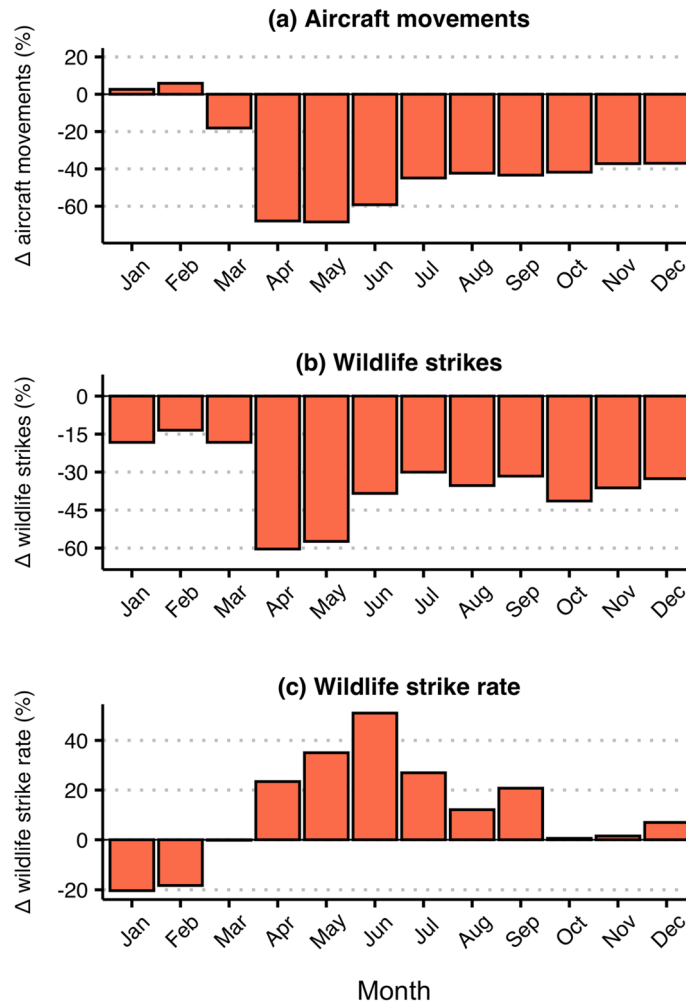 (a) Aircraft movements
Δ aircraft movements (%)
20
0
-20
-40
-60
Jan Feb Mar Apr May Jun Jul Aug Sep Oct Nov Dec
(b) Wildlife strikes
Δ wildlife strikes (%)
0
-15
-30
-45
-60
Jan Feb Mar Apr May Jun Jul Aug Sep Oct Nov Dec
(c) Wildlife strike rate
Δ wildlife strike rate (%)
40
20
0
-20
Jan Feb Mar Apr May Jun Jul Aug Sep Oct Nov Dec
Month